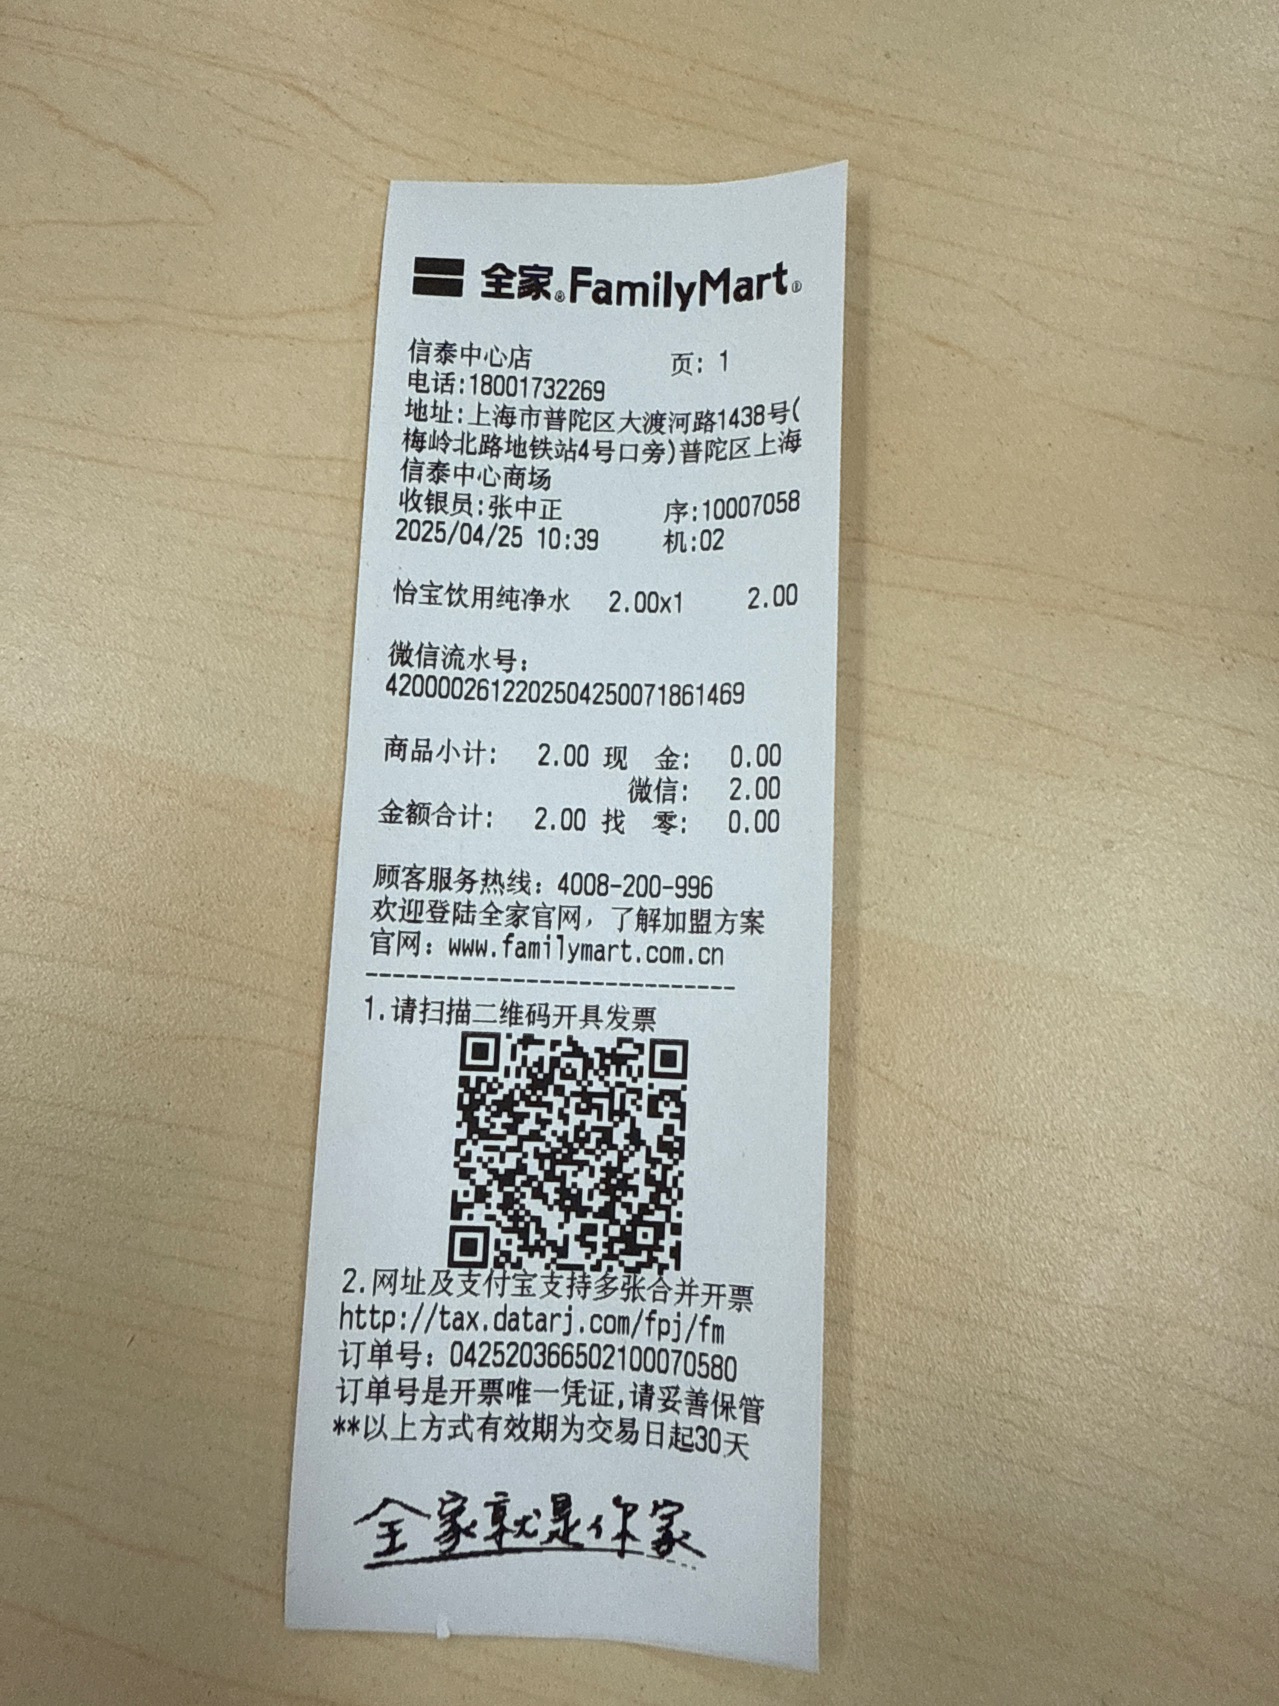 全家®FamilyMart®
信泰中心店 页: 1
电话:18001732269
地址:上海市普陀区大渡河路1438号(
梅岭北路地铁站4号口旁)普陀区上海
信泰中心商场
收银员:张中正 序:10007058
2025/04/25 10:39 机:02
怡宝饮用纯净水 2.00x1 2.00
微信流水号:
4200002612202504250071861469
商品小计: 2.00 现 金: 0.00
微信: 2.00
金额合计: 2.00 找 零: 0.00
顾客服务热线: 4008-200-996
欢迎登陆全家官网, 了解加盟方案
官网: www.familymart.com.cn
------------------------------
1.请扫描二维码开具发票
2.网址及支付宝支持多张合并开票
http://tax.datarj.com/fpj/fm
订单号: 042520366502100070580
订单号是开票唯一凭证,请妥善保管
**以上方式有效期为交易日起30天
全家就是你家